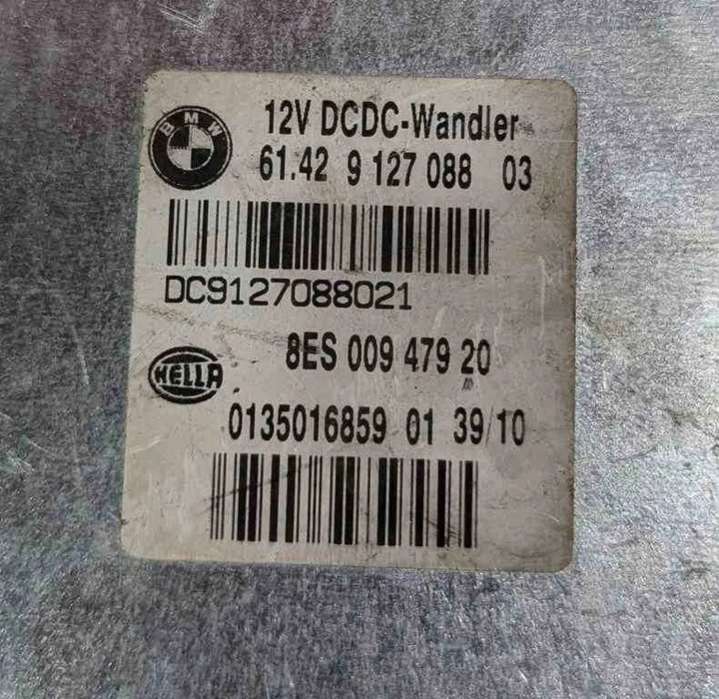 BMW
12V DCDC-Wandler
61.42 9 127 088 03
DC9127088021
8ES 009 479 20
HELLA
0135016859 01 39/10